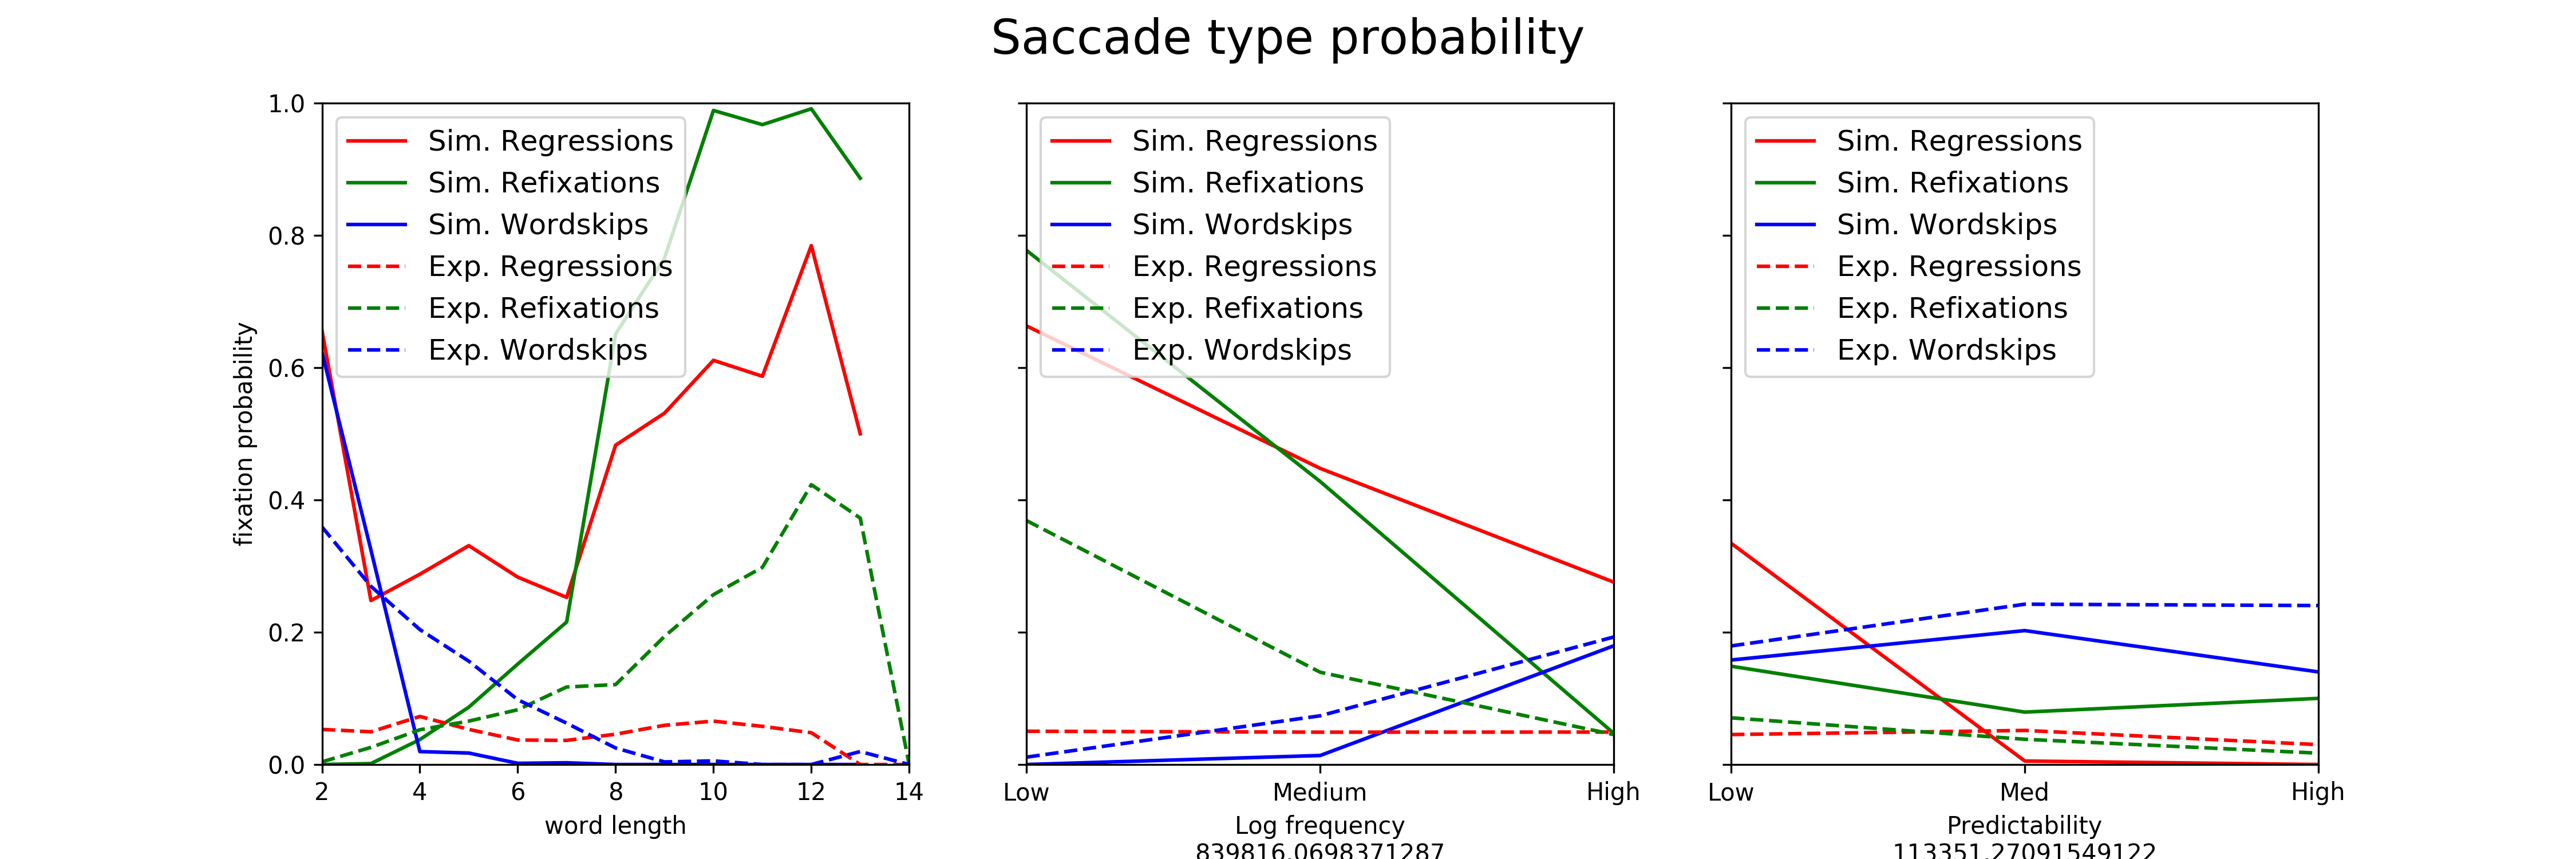 Saccade type probability
fixation probability
1.0
0.8
0.6
0.4
0.2
0.0
2 4 6 8 10 12 14
word length
Sim. Regressions
Sim. Refixations
Sim. Wordskips
Exp. Regressions
Exp. Refixations
Exp. Wordskips
Sim. Regressions
Sim. Refixations
Sim. Wordskips
Exp. Regressions
Exp. Refixations
Exp. Wordskips
Low Medium High
Log frequency
839816.0698371287
Sim. Regressions
Sim. Refixations
Sim. Wordskips
Exp. Regressions
Exp. Refixations
Exp. Wordskips
Low Med High
Predictability
113351.27091549122